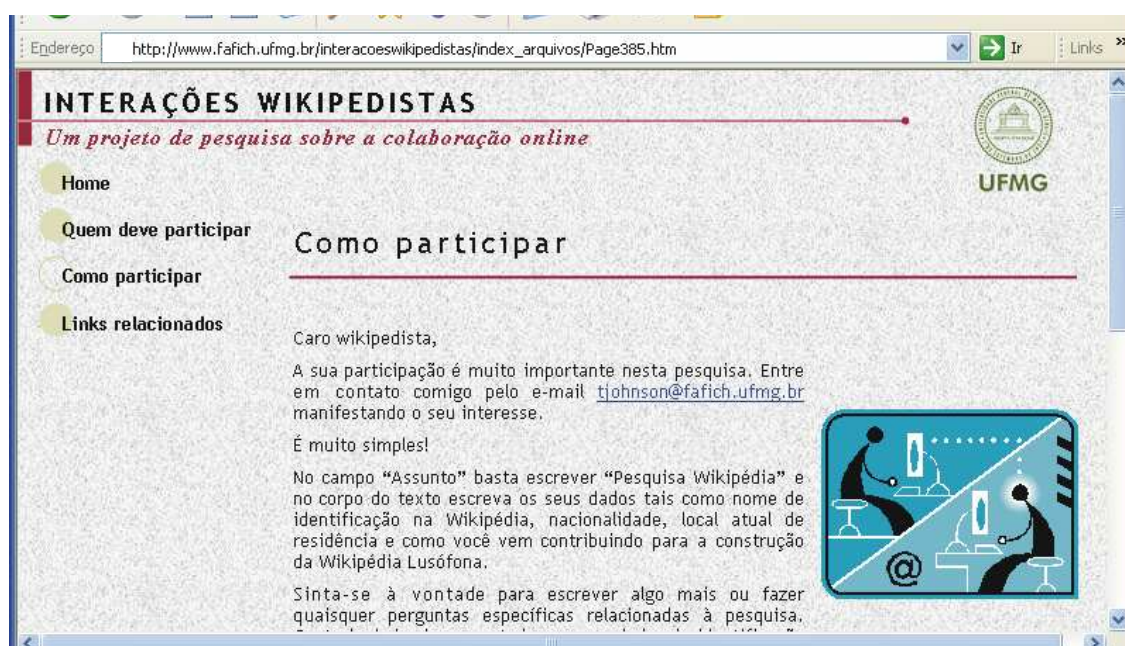 Endereço http://www.fafich.ufmg.br/interacoeswikipedistas/index_arquivos/Page385.htm Ir Links »
INTERAÇÕES WIKIPEDISTAS
Um projeto de pesquisa sobre a colaboração online
UFMG
Home
Quem deve participar
Como participar
Links relacionados
Como participar
Caro wikipedista,
A sua participação é muito importante nesta pesquisa. Entre
em contato comigo pelo e-mail tjohnson@fafich.ufmg.br
manifestando o seu interesse.
É muito simples!
No campo “Assunto” basta escrever “Pesquisa Wikipédia” e
no corpo do texto escreva os seus dados tais como nome de
identificação na Wikipédia, nacionalidade, local atual de
residência e como você vem contribuindo para a construção
da Wikipédia Lusófona.
Sinta-se à vontade para escrever algo mais ou fazer
quaisquer perguntas específicas relacionadas à pesquisa.
@